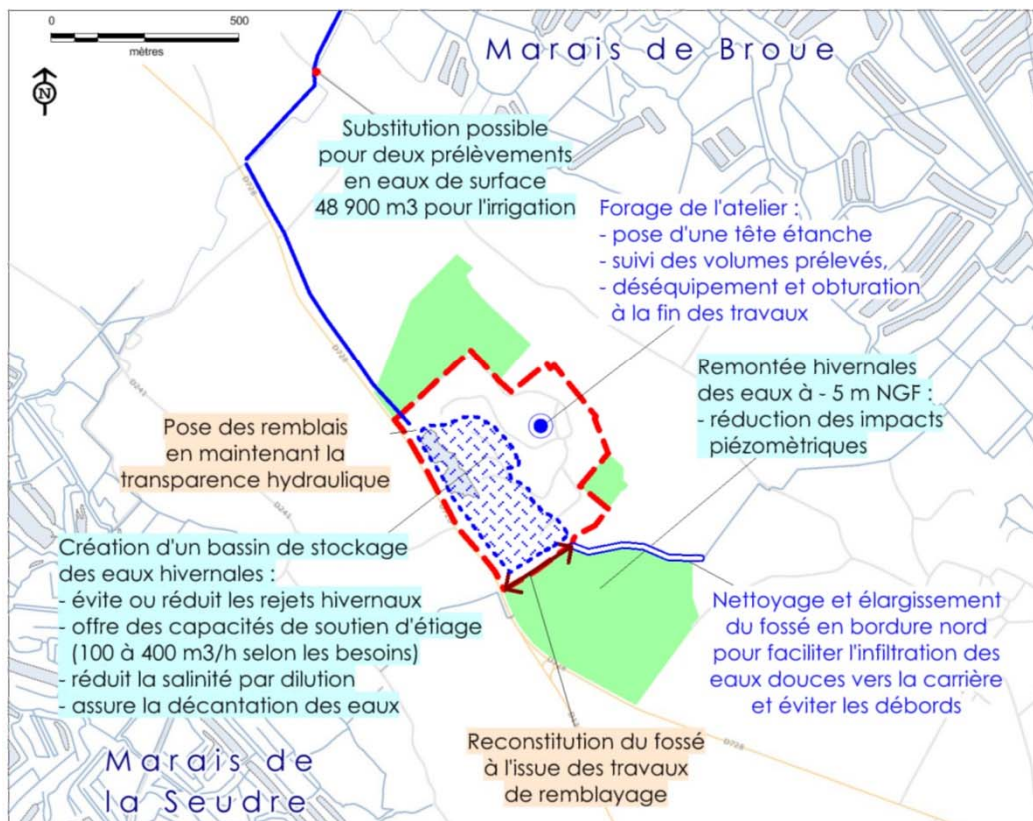 0
500
mètres
N
Marais de Broue
Substitution possible
pour deux prélèvements
en eaux de surface
48 900 m3 pour l'irrigation
D728
Forage de l'atelier :
- pose d'une tête étanche
- suivi des volumes prélevés,
- déséquipement et obturation
à la fin des travaux
D728
D241
Remontée hivernales
des eaux à - 5 m NGF :
- réduction des impacts
piézomètriques
Pose des remblais
en maintenant la
transparence hydraulique
D241
Création d'un bassin de stockage
des eaux hivernales :
- évite ou réduit les rejets hivernaux
- offre des capacités de soutien d'étiage
(100 à 400 m3/h selon les besoins)
- réduit la salinité par dilution
- assure la décantation des eaux
Nettoyage et élargissement
du fossé en bordure nord
pour faciliter l'infiltration des
eaux douces vers la carrière
et éviter les débords
D728
Reconstitution du fossé
à l'issue des travaux
de remblayage
Marais de
la Seudre